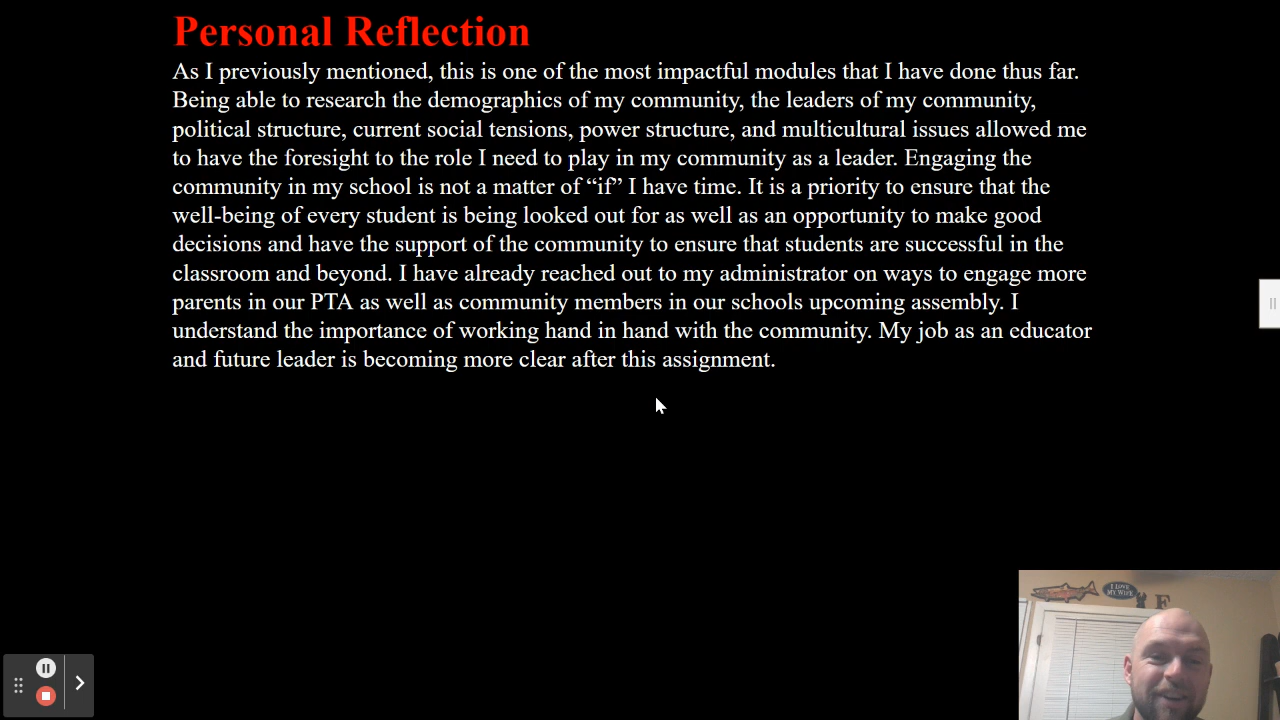 Personal Reflection
As I previously mentioned, this is one of the most impactful modules that I have done thus far.
Being able to research the demographics of my community, the leaders of my community,
political structure, current social tensions, power structure, and multicultural issues allowed me
to have the foresight to the role I need to play in my community as a leader. Engaging the
community in my school is not a matter of “if” I have time. It is a priority to ensure that the
well-being of every student is being looked out for as well as an opportunity to make good
decisions and have the support of the community to ensure that students are successful in the
classroom and beyond. I have already reached out to my administrator on ways to engage more
parents in our PTA as well as community members in our schools upcoming assembly. I
understand the importance of working hand in hand with the community. My job as an educator
and future leader is becoming more clear after this assignment.
I LOVE
MY WIFE
E